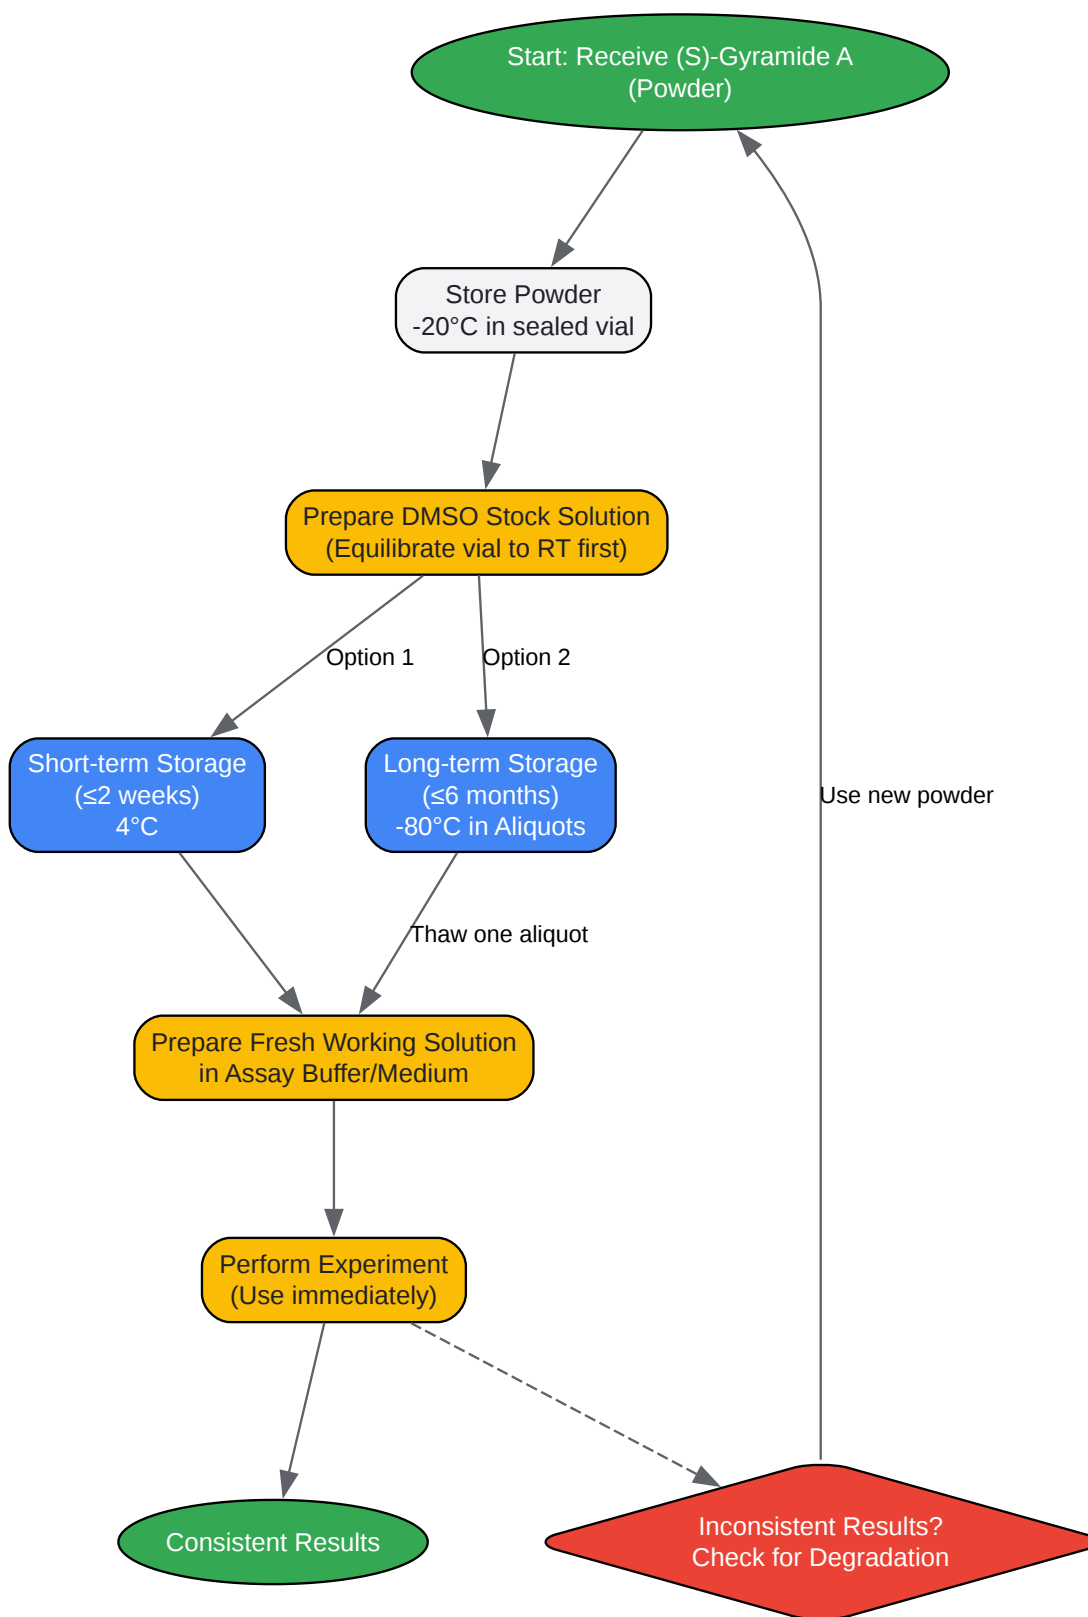 Start: Receive (S)-Gyramide A
(Powder)
Store Powder
-20°C in sealed vial
Prepare DMSO Stock Solution
(Equilibrate vial to RT first)
Option 1
Option 2
Short-term Storage
(≤2 weeks)
4°C
Long-term Storage
(≤6 months)
-80°C in Aliquots
Use new powder
Thaw one aliquot
Prepare Fresh Working Solution
in Assay Buffer/Medium
Perform Experiment
(Use immediately)
Consistent Results
Inconsistent Results?
Check for Degradation